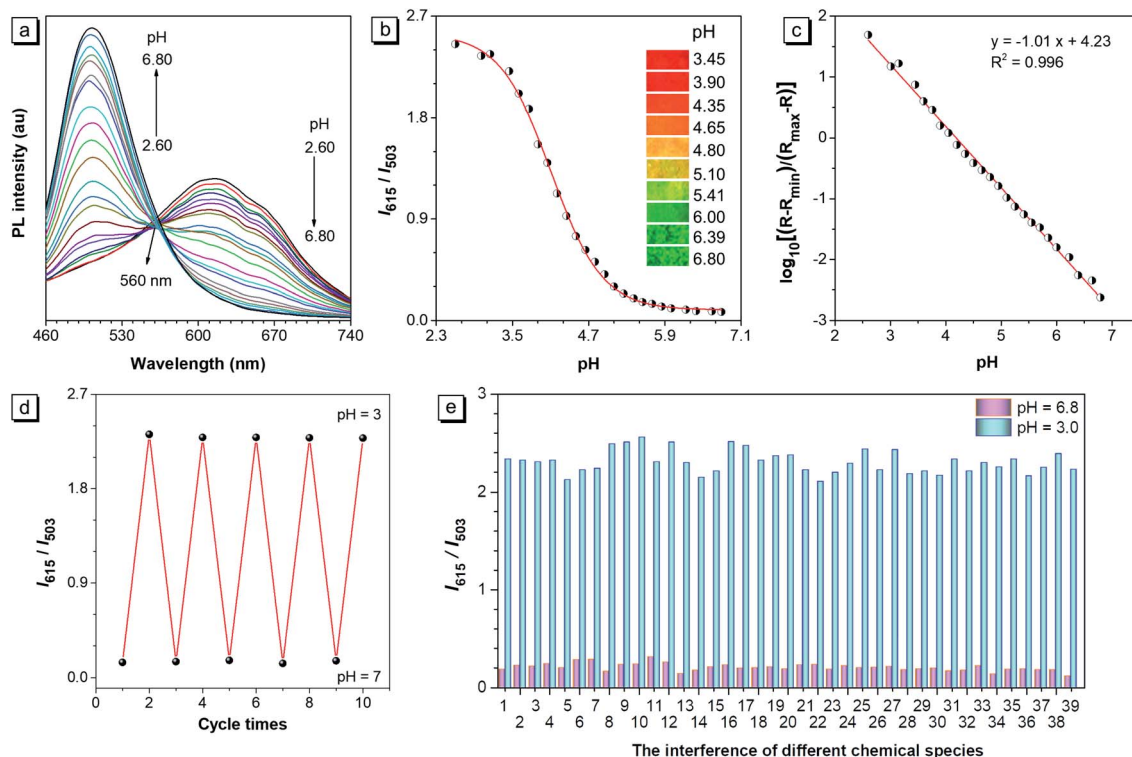 a
pH
6.80
2.60
pH
2.60
6.80
560 nm
PL intensity (au)
460 530 600 670 740
Wavelength (nm)
b
2.7
1.8
0.9
0.0
I615 / I503
pH
3.45
3.90
4.35
4.65
4.80
5.10
5.41
6.00
6.39
6.80
2.3 3.5 4.7 5.9 7.1
pH
c
y = -1.01 x + 4.23
R² = 0.996
2
1
0
-1
-2
-3
log10[(R-Rmin)/(Rmax-R)]
2 3 4 5 6 7
pH
d
2.7
1.8
0.9
0.0
I615 / I503
pH = 3
pH = 7
0 2 4 6 8 10
Cycle times
e
3
2
1
0
I615 / I503
pH = 6.8
pH = 3.0
1 3 5 7 9 11 13 15 17 19 21 23 25 27 29 31 33 35 37 39
2 4 6 8 10 12 14 16 18 20 22 24 26 28 30 32 34 36 38
The interference of different chemical species